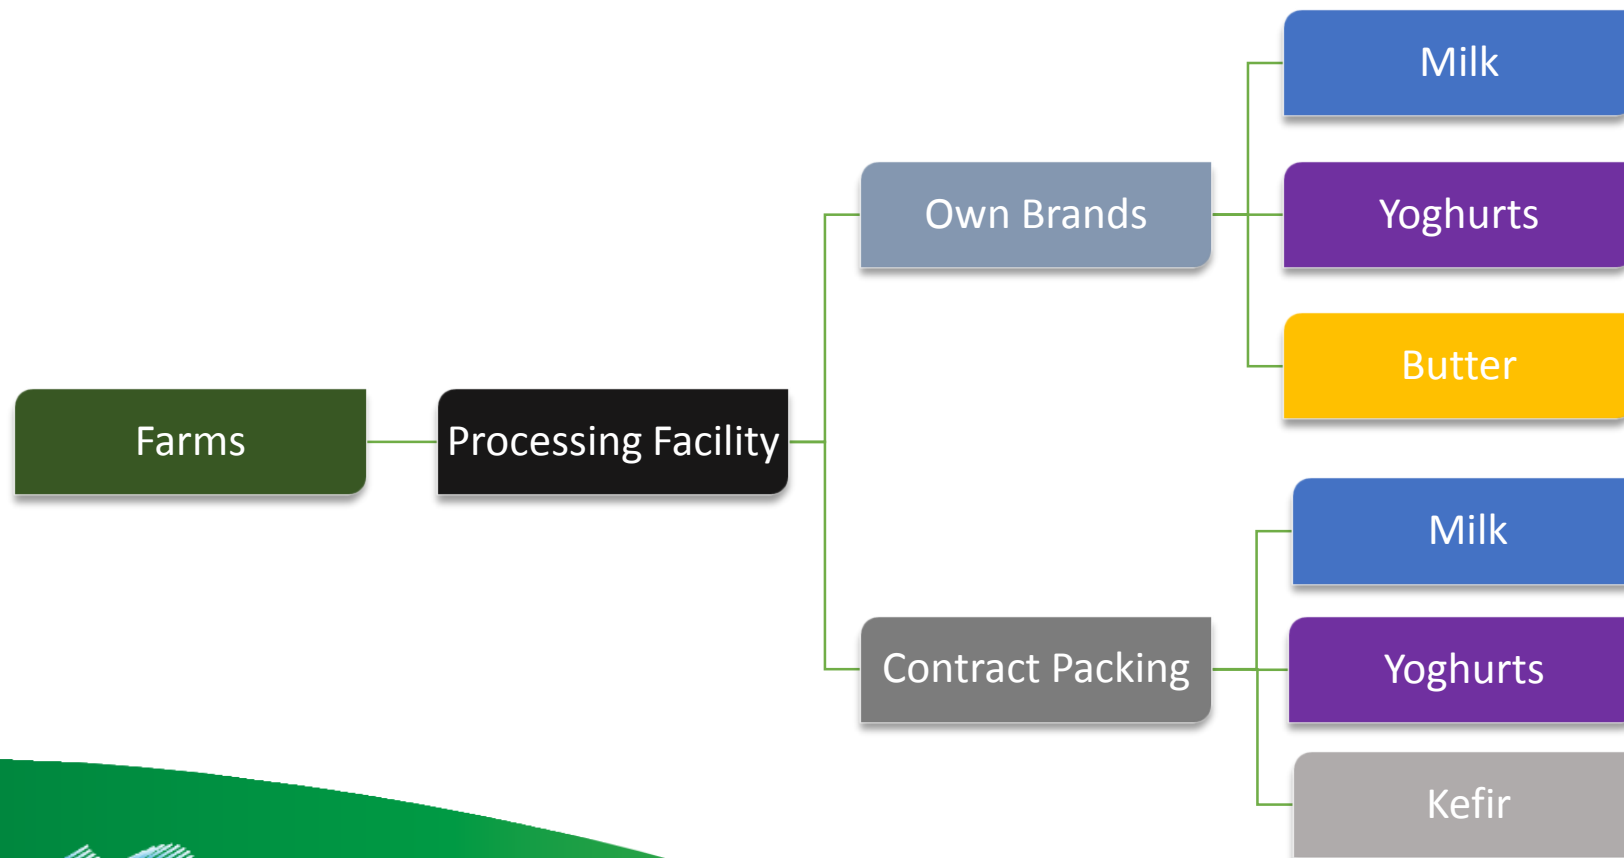 Milk
Own Brands
Yoghurts
Butter
Farms
Processing Facility
Milk
Contract Packing
Yoghurts
Kefir